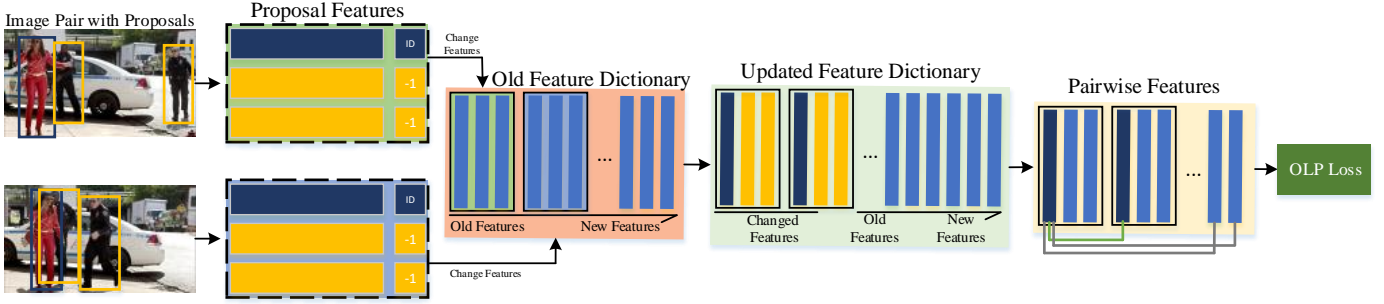 Image Pair with Proposals
Proposal Features
ID
-1
-1
Change
Features
ID
-1
-1
Change Features
Old Feature Dictionary
...
Old Features
New Features
Updated Feature Dictionary
...
Changed
Features
Old
Features
New
Features
Pairwise Features
...
OLP Loss